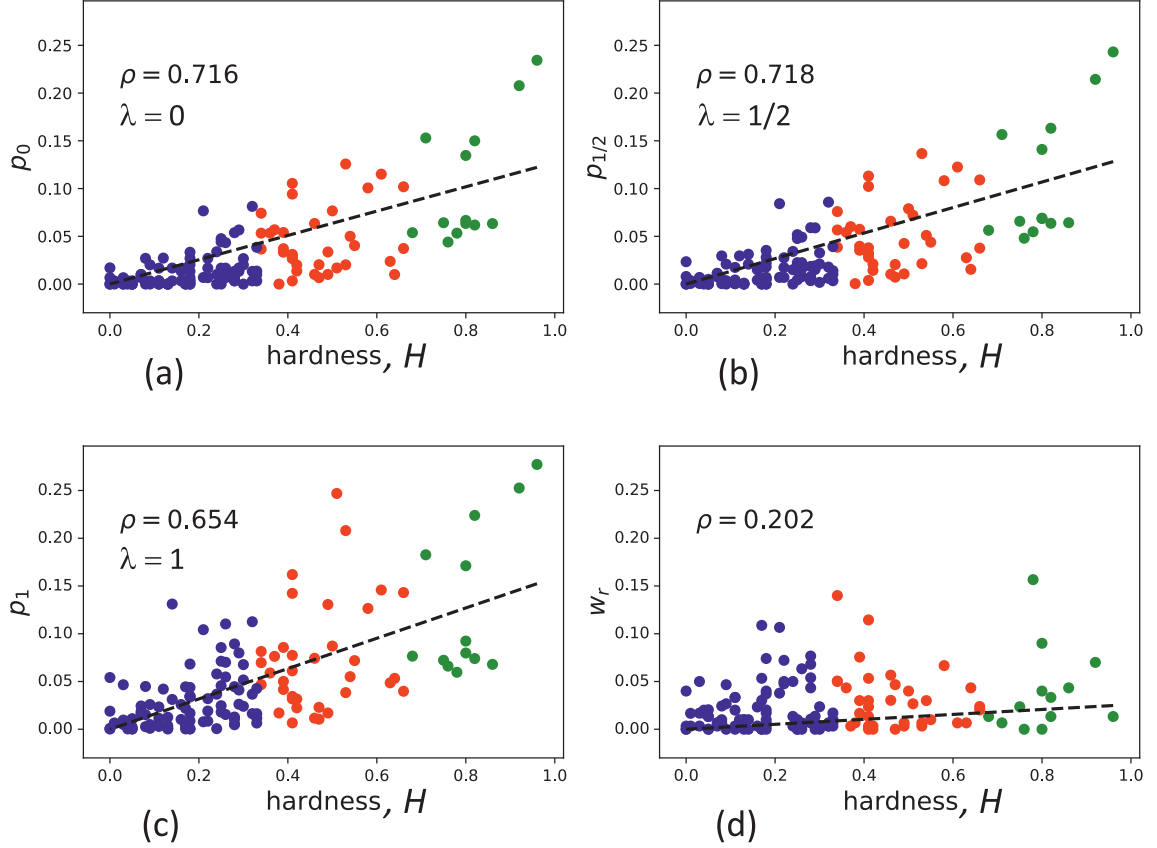 0.25
0.20
0.15
0.10
0.05
0.00
p₀
ρ = 0.716
λ = 0
0.0 0.2 0.4 0.6 0.8 1.0
hardness, H
(a)
0.25
0.20
0.15
0.10
0.05
0.00
p₁/₂
ρ = 0.718
λ = 1/2
0.0 0.2 0.4 0.6 0.8 1.0
hardness, H
(b)
0.25
0.20
0.15
0.10
0.05
0.00
p₁
ρ = 0.654
λ = 1
0.0 0.2 0.4 0.6 0.8 1.0
hardness, H
(c)
0.25
0.20
0.15
0.10
0.05
0.00
wᵣ
ρ = 0.202
0.0 0.2 0.4 0.6 0.8 1.0
hardness, H
(d)